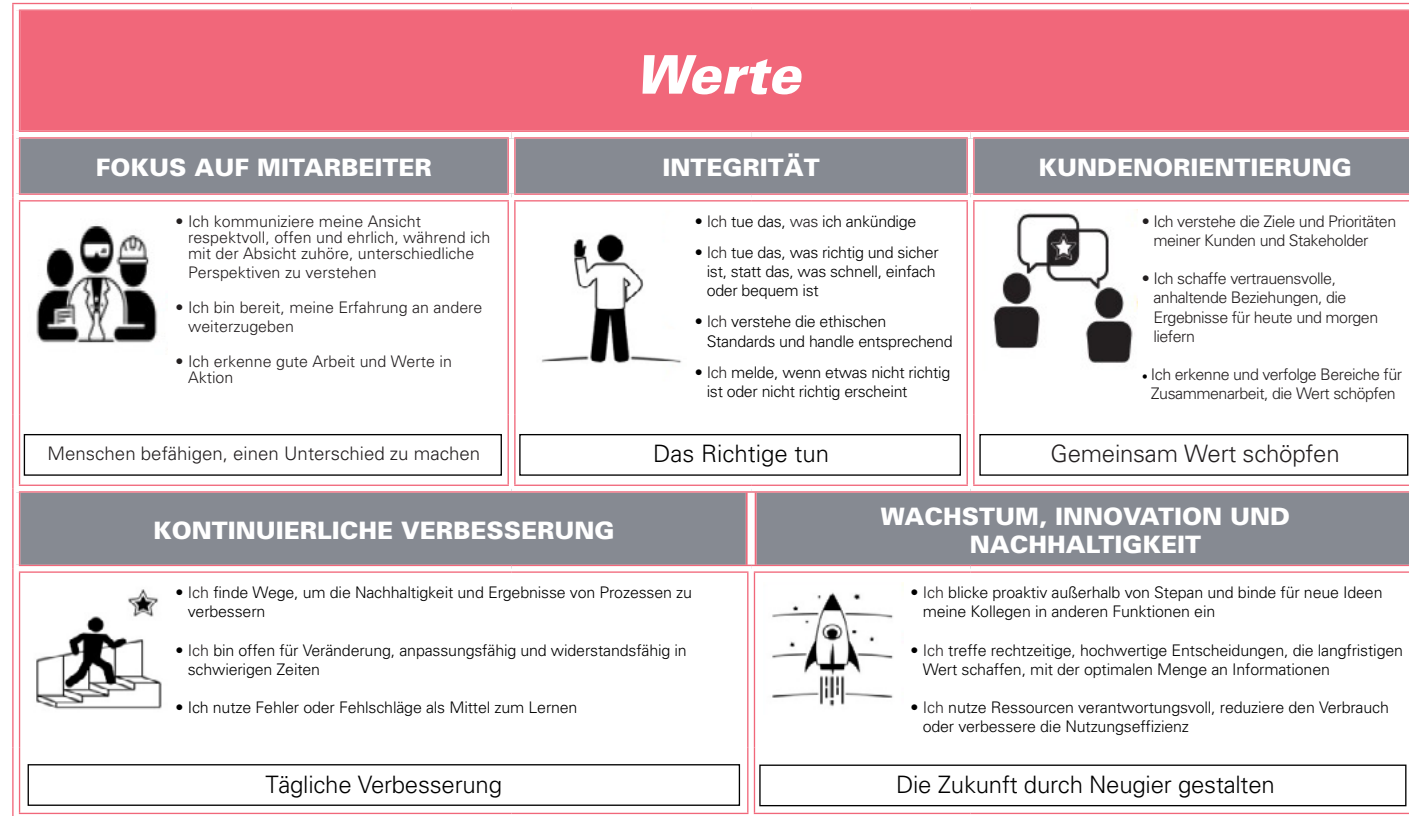 Werte
FOKUS AUF MITARBEITER
• Ich kommuniziere meine Ansicht
respektvoll, offen und ehrlich, während ich
mit der Absicht zuhöre, unterschiedliche
Perspektiven zu verstehen
• Ich bin bereit, meine Erfahrung an andere
weiterzugeben
• Ich erkenne gute Arbeit und Werte in
Aktion
Menschen befähigen, einen Unterschied zu machen
INTEGRITÄT
• Ich tue das, was ich ankündige
• Ich tue das, was richtig und sicher
ist, statt das, was schnell, einfach
oder bequem ist
• Ich verstehe die ethischen
Standards und handle entsprechend
• Ich melde, wenn etwas nicht richtig
ist oder nicht richtig erscheint
Das Richtige tun
KUNDENORIENTIERUNG
• Ich verstehe die Ziele und Prioritäten
meiner Kunden und Stakeholder
• Ich schaffe vertrauensvolle,
anhaltende Beziehungen, die
Ergebnisse für heute und morgen
liefern
• Ich erkenne und verfolge Bereiche für
Zusammenarbeit, die Wert schöpfen
Gemeinsam Wert schöpfen
KONTINUIERLICHE VERBESSERUNG
• Ich finde Wege, um die Nachhaltigkeit und Ergebnisse von Prozessen zu
verbessern
• Ich bin offen für Veränderung, anpassungsfähig und widerstandsfähig in
schwierigen Zeiten
• Ich nutze Fehler oder Fehlschläge als Mittel zum Lernen
Tägliche Verbesserung
WACHSTUM, INNOVATION UND
NACHHALTIGKEIT
• Ich blicke proaktiv außerhalb von Stepan und binde für neue Ideen
meine Kollegen in anderen Funktionen ein
• Ich treffe rechtzeitige, hochwertige Entscheidungen, die langfristigen
Wert schaffen, mit der optimalen Menge an Informationen
• Ich nutze Ressourcen verantwortungsvoll, reduziere den Verbrauch
oder verbessere die Nutzungseffizienz
Die Zukunft durch Neugier gestalten